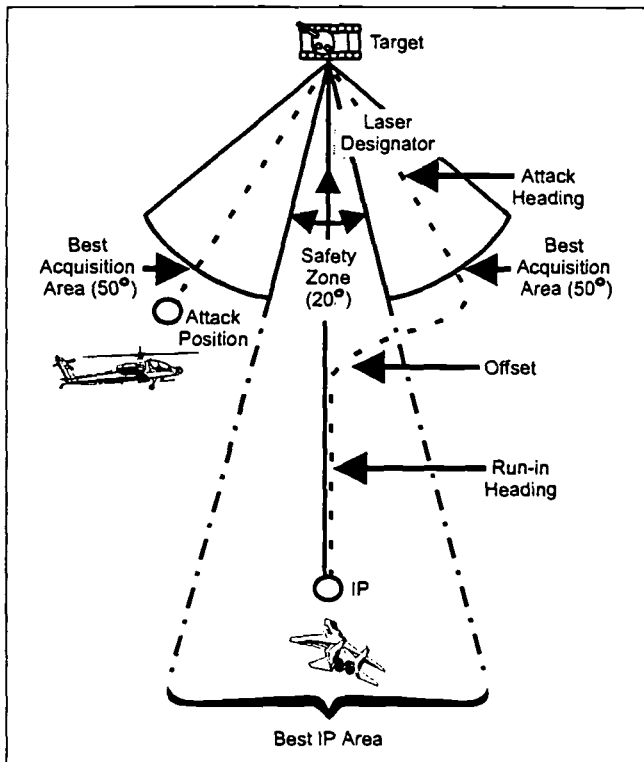 Target
Laser
Designator
Attack
Heading
Best
Acquisition
Area (50°)
Safety
Zone
(20°)
Best
Acquisition
Area (50°)
Attack
Position
Offset
Run-in
Heading
IP
Best IP Area